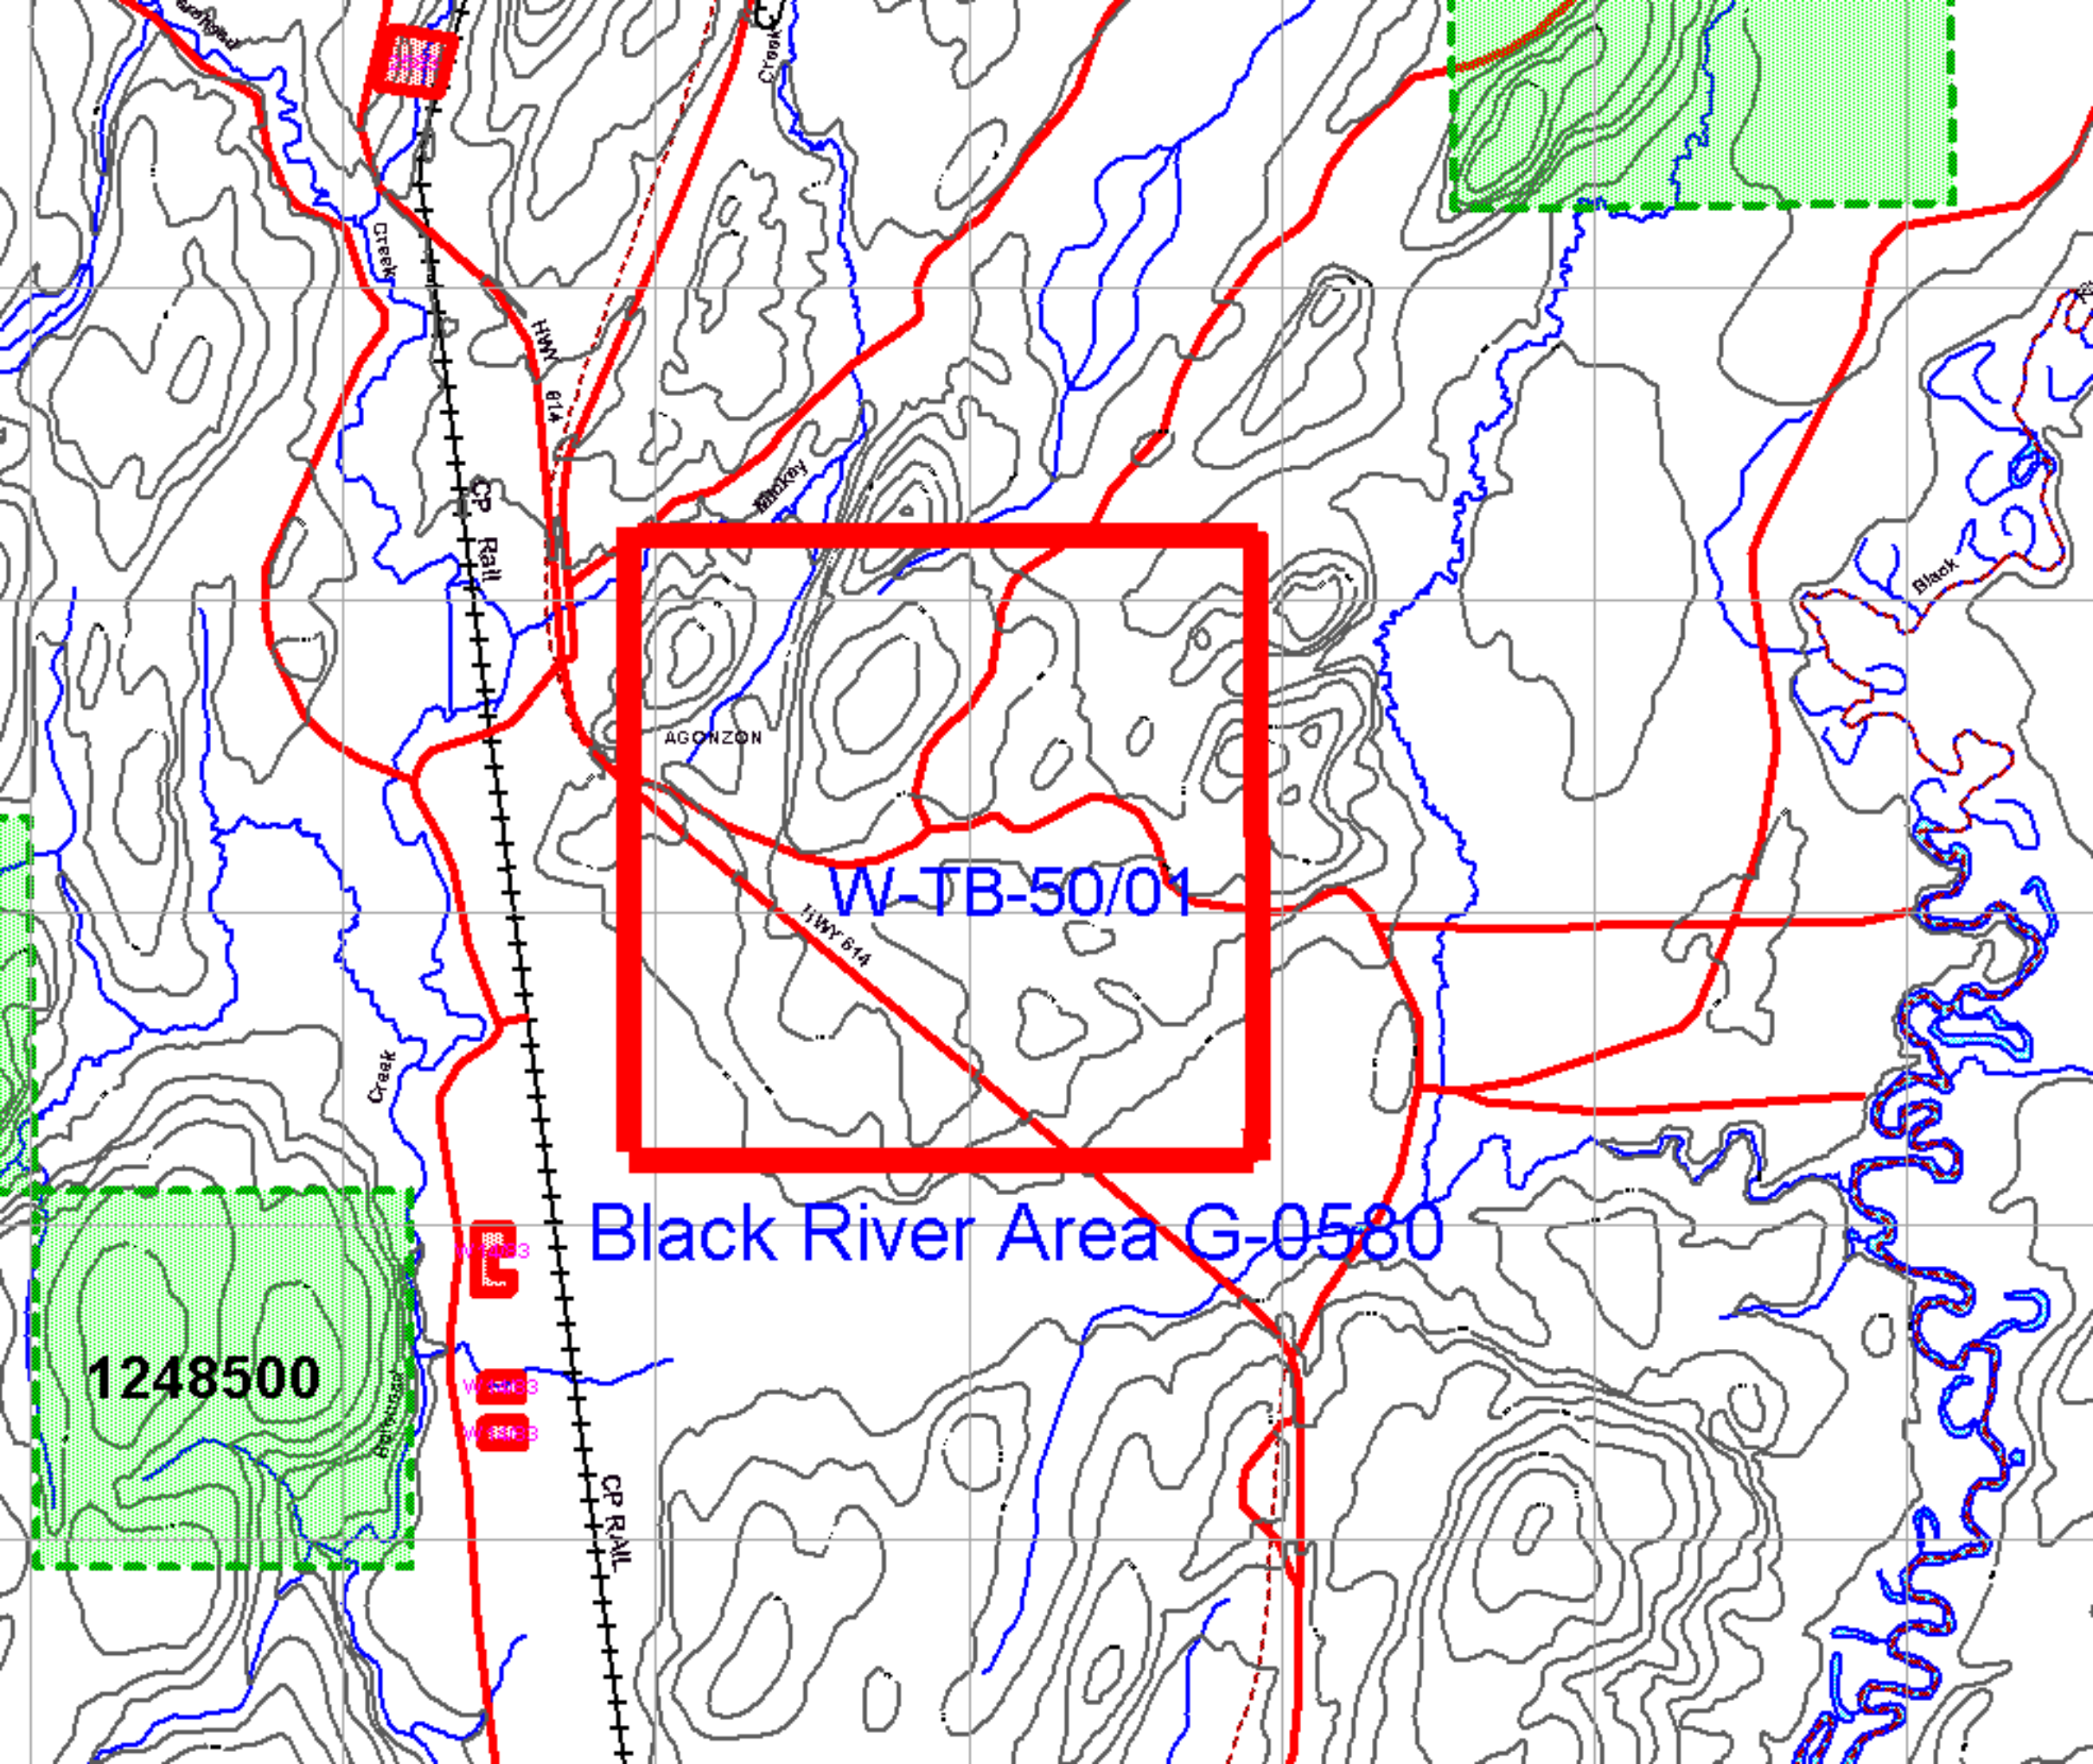 Creek
Creek
HWY
614
CP
Rail
Mickey
Black
AGONZON
W-TB-50/01
HWY 614
Creek
Black River Area G-0580
1248500
CP RAIL